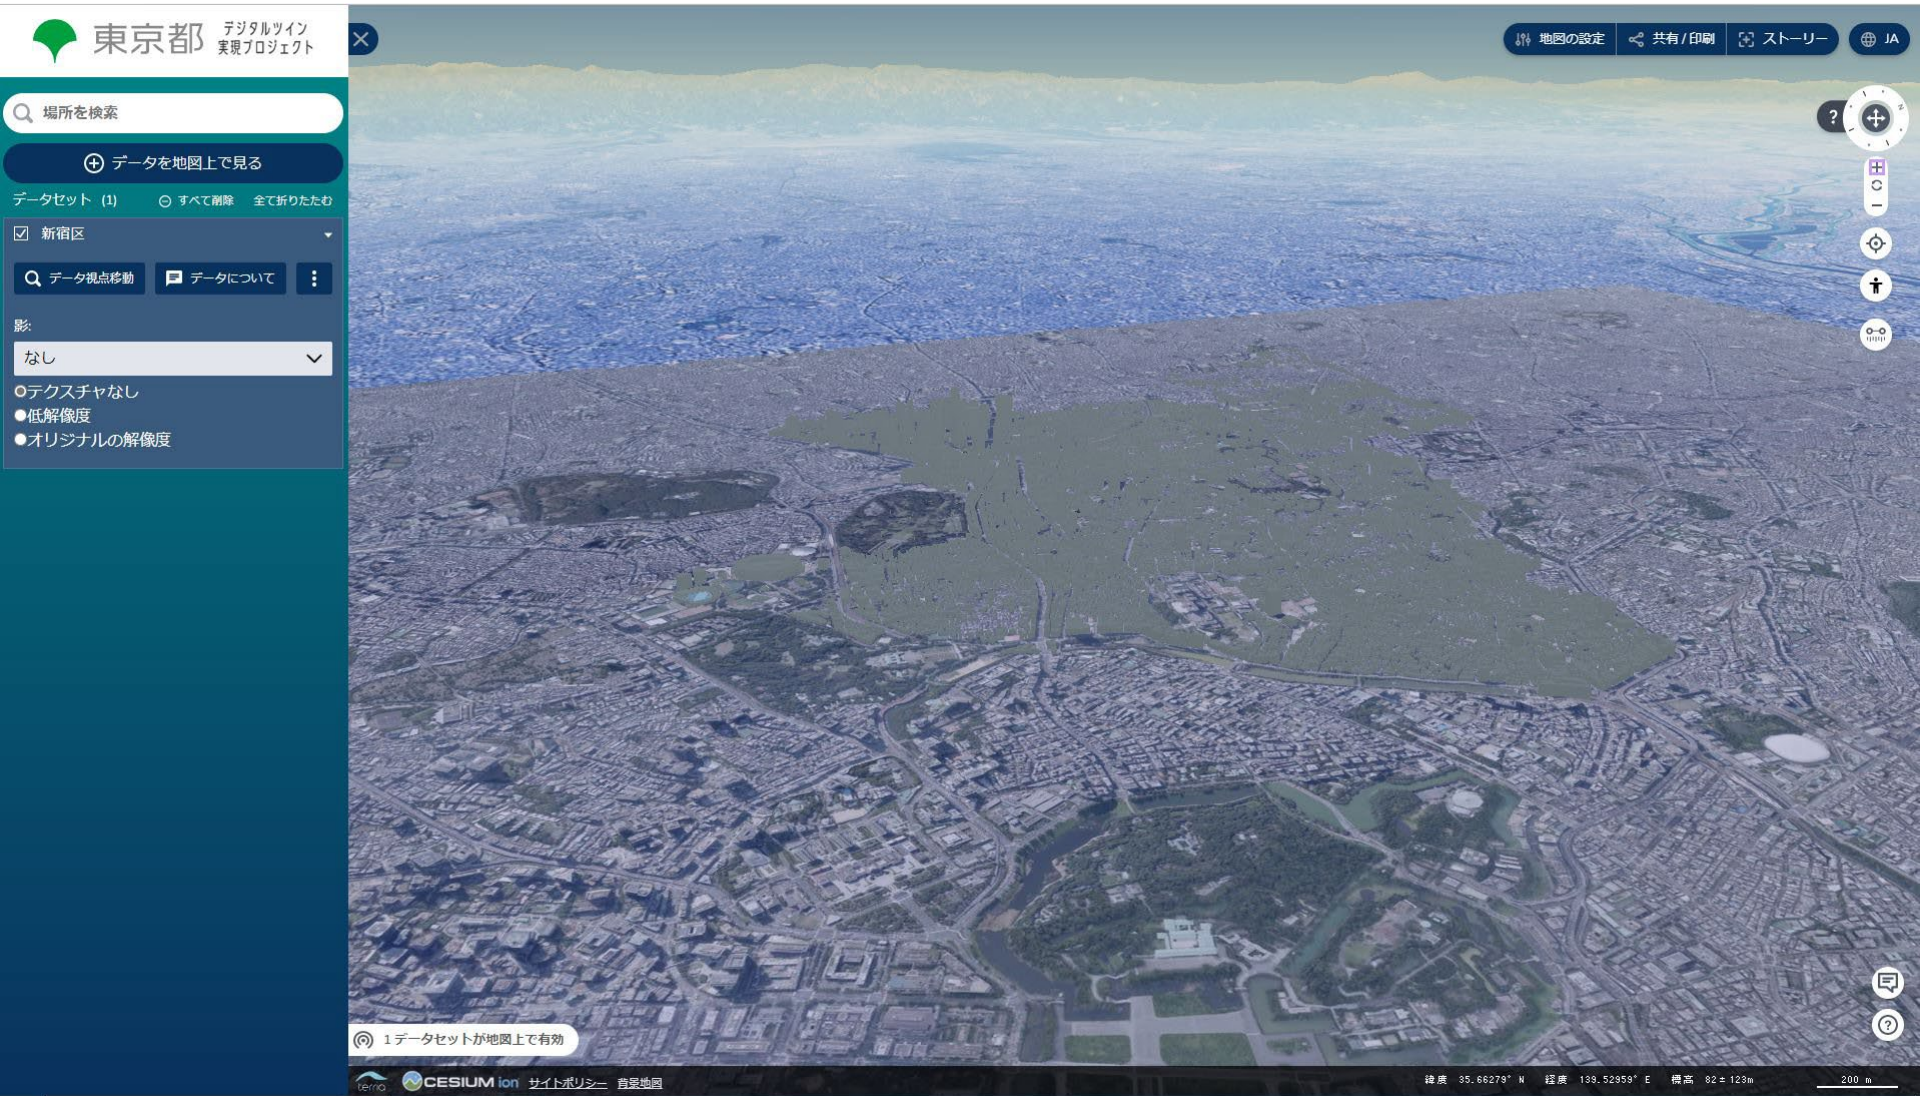 東京都 デジタルツイン
実現プロジェクト
場所を検索
データを地図上で見る
データセット (1) すべて削除 全て折りたたむ
新宿区
データ視点移動 データについて
影:
なし
テクスチャなし
低解像度
オリジナルの解像度
地図の設定 共有/印刷 ストーリー JA
?
1 データセットが地図上で有効
terria CESIUM ion サイトポリシー 背景地図
緯度 35.66279° N 経度 139.52959° E 標高 82±123m 200 m